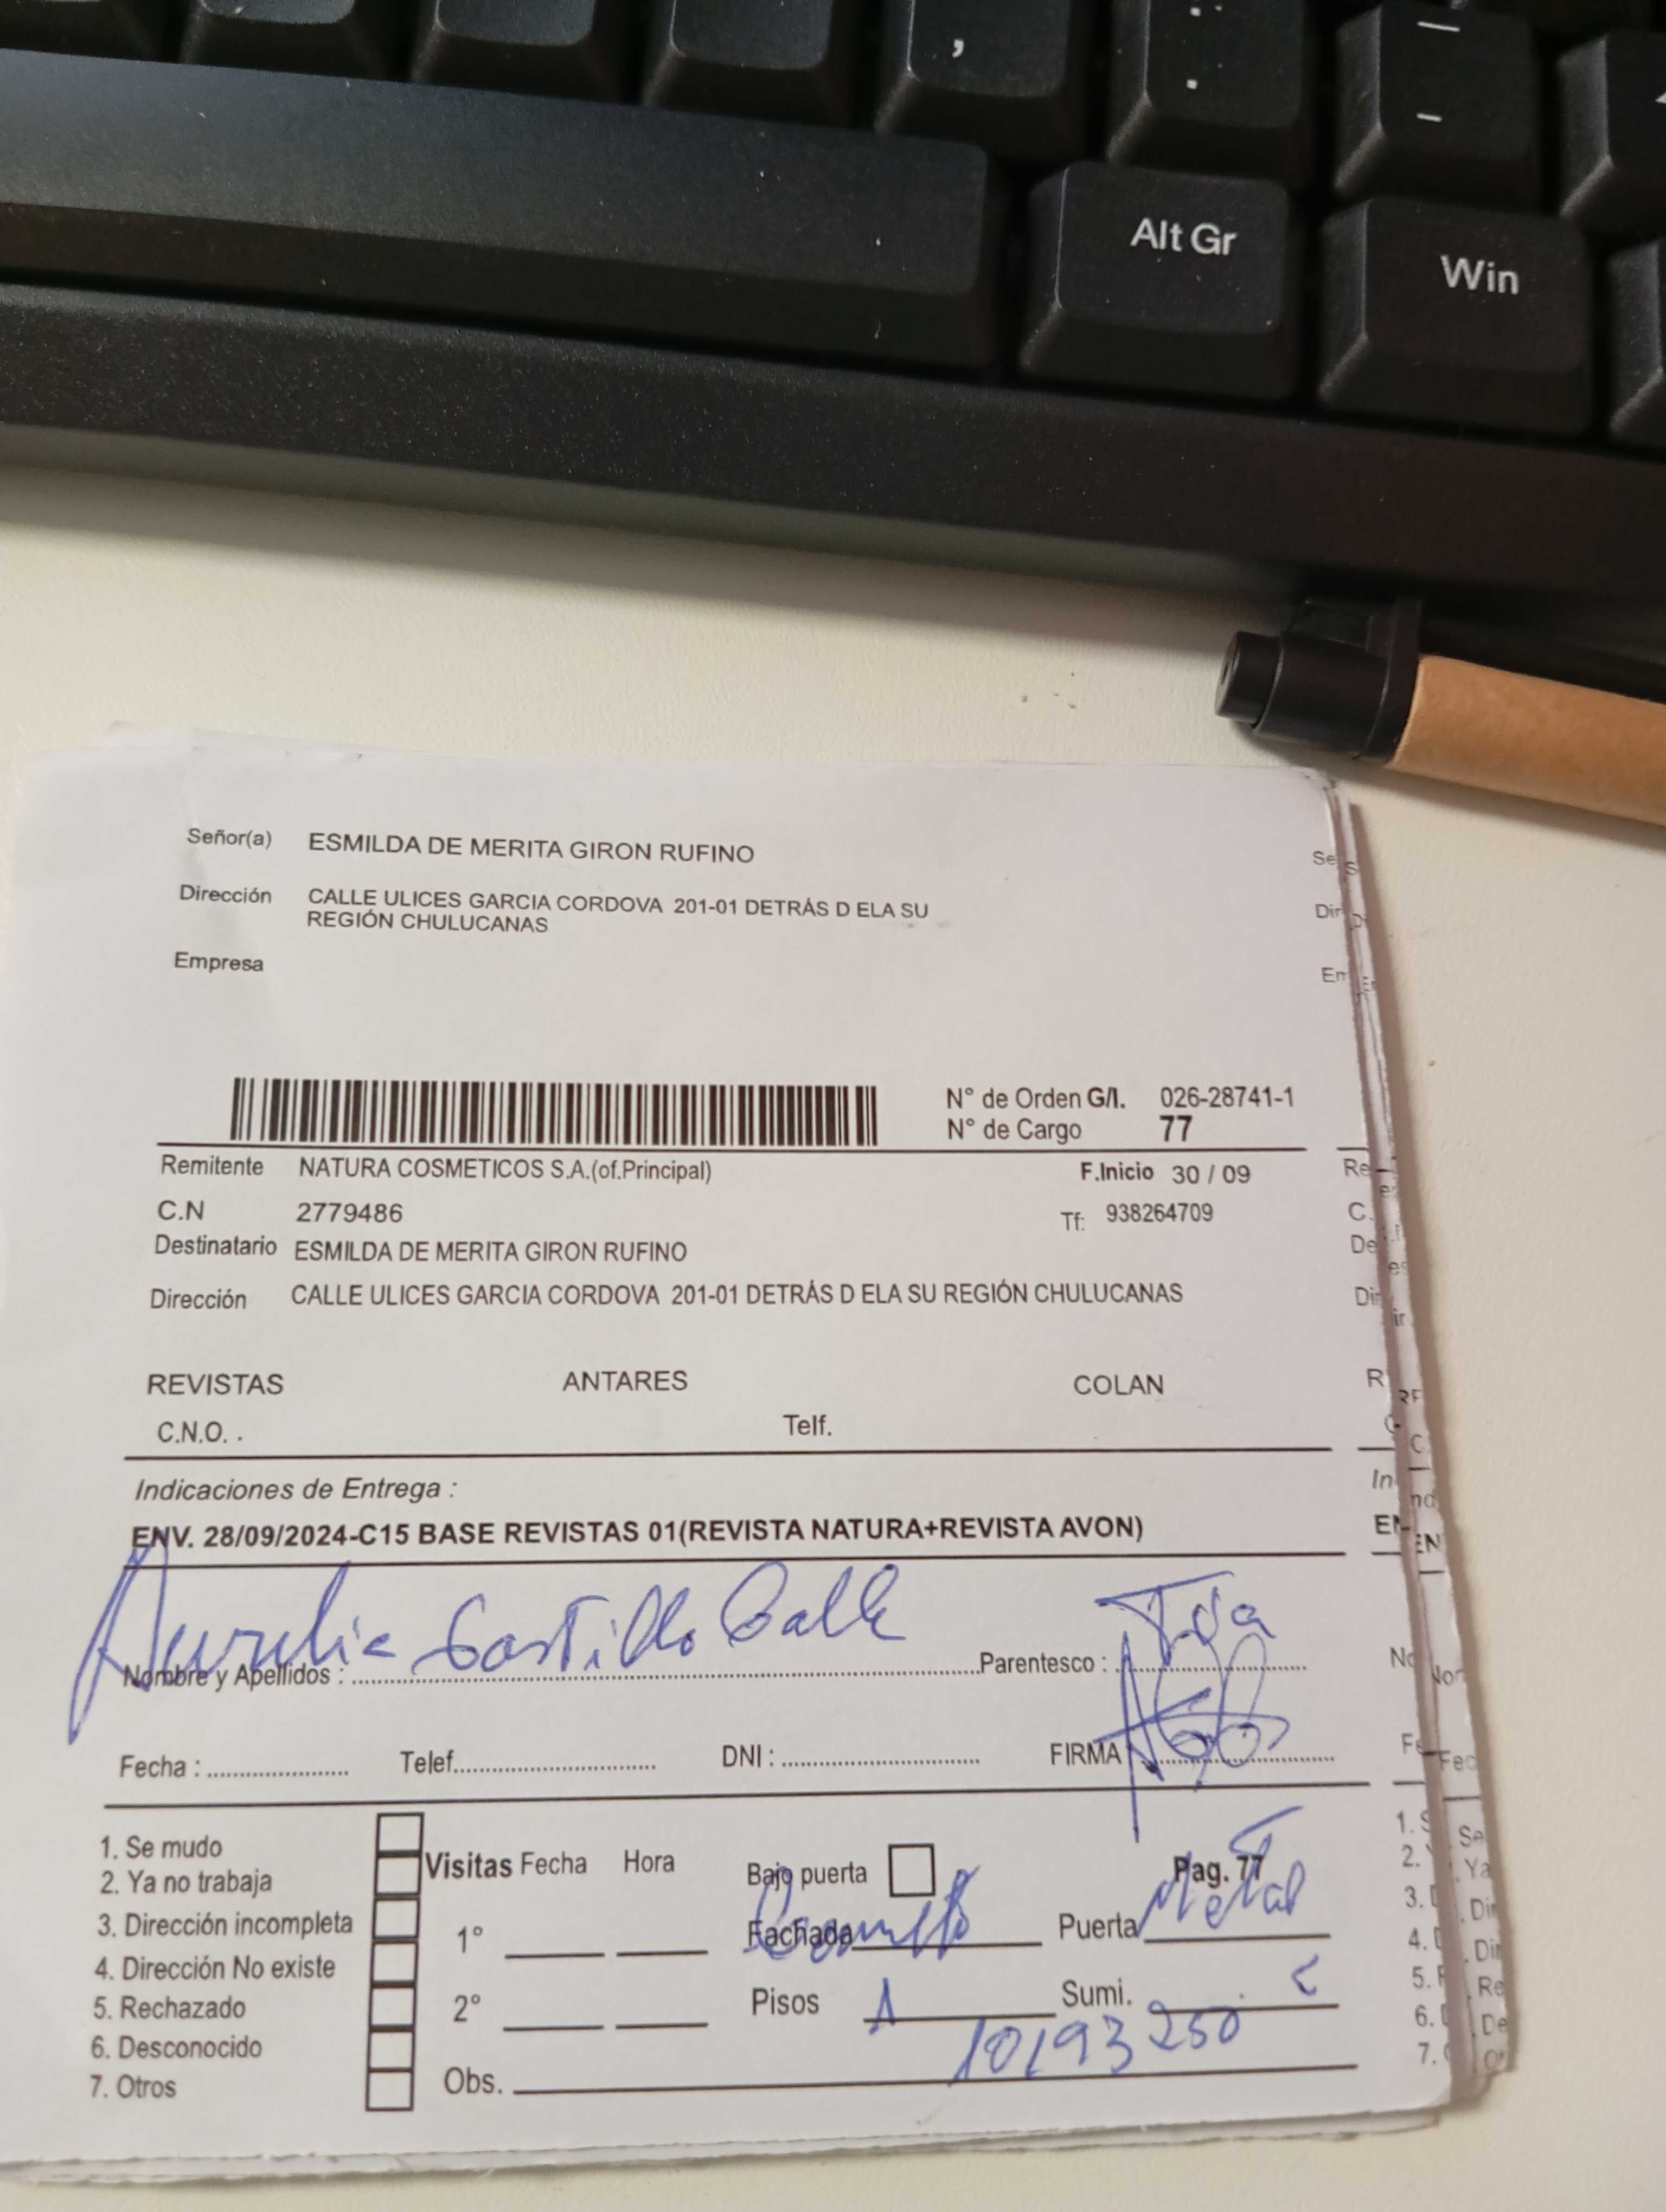 ,
:
.
—
–
Alt Gr
Win
Señor(a) ESMILDA DE MERITA GIRON RUFINO
Dirección CALLE ULICES GARCIA CORDOVA 201-01 DETRÁS D ELA SU
REGIÓN CHULUCANAS
Empresa
N° de Orden G/I. 026-28741-1
N° de Cargo 77
Remitente NATURA COSMETICOS S.A.(of.Principal) F.Inicio 30 / 09
C.N 2779486 Tf: 938264709
Destinatario ESMILDA DE MERITA GIRON RUFINO
Dirección CALLE ULICES GARCIA CORDOVA 201-01 DETRÁS D ELA SU REGIÓN CHULUCANAS
REVISTAS ANTARES COLAN
C.N.O. . Telf.
Indicaciones de Entrega :
ENV. 28/09/2024-C15 BASE REVISTAS 01(REVISTA NATURA+REVISTA AVON)
Aurelia Castillo Calle Tía
Nombre y Apellidos : Parentesco :
Fecha : Telef. DNI : FIRMA
1. Se mudo
2. Ya no trabaja
3. Dirección incompleta
4. Dirección No existe
5. Rechazado
6. Desconocido
7. Otros
Visitas Fecha Hora
1°
2°
Obs.
Bajo puerta Pag. 77
Fachada Puerta Metal
Pisos 1 Sumi.
10193250